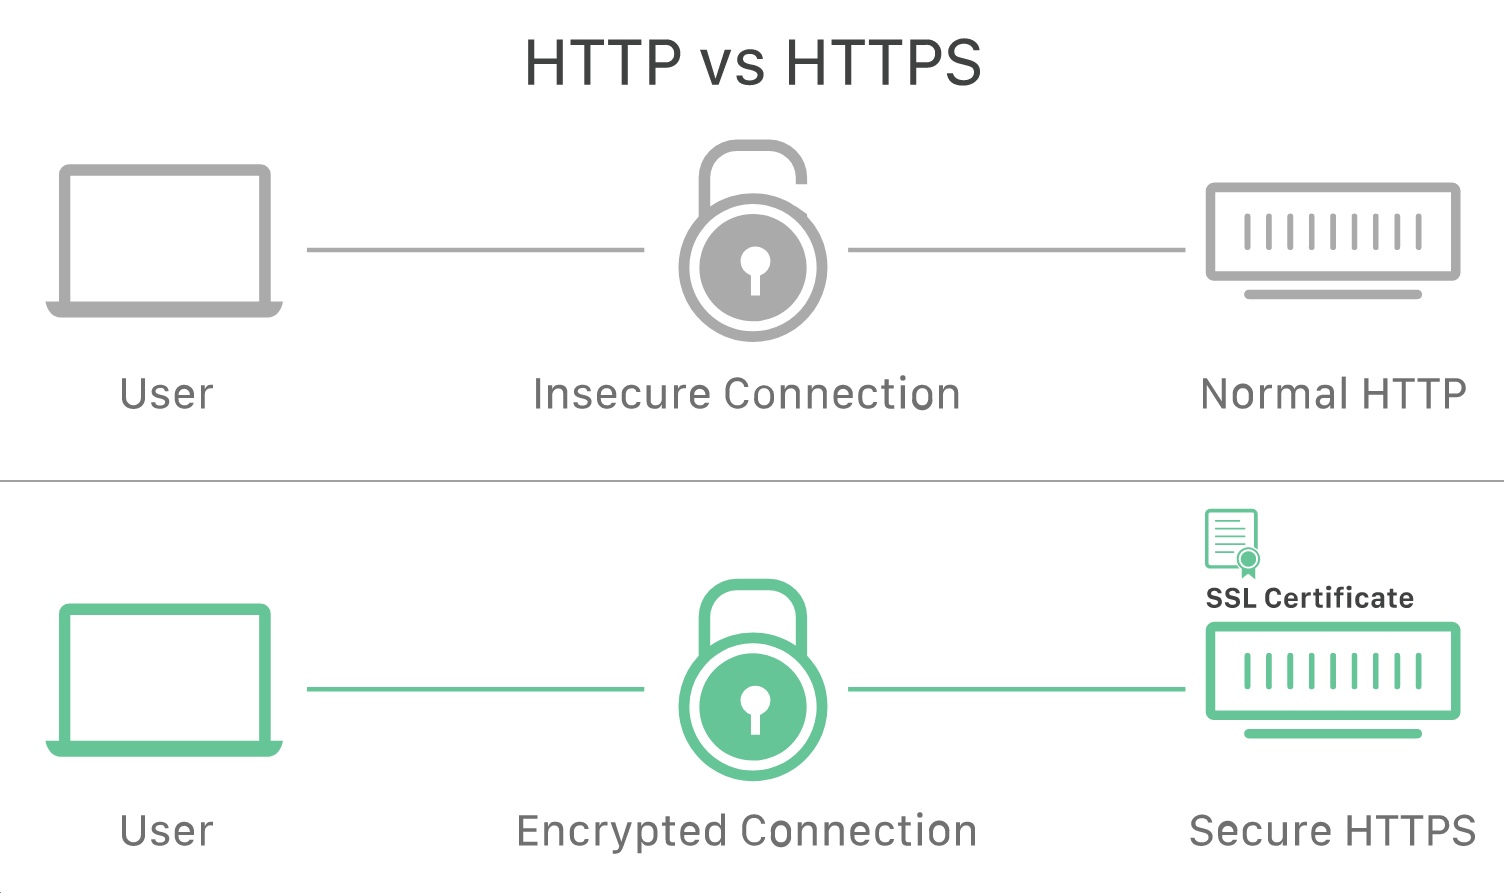 HTTP vs HTTPS
User
Insecure Connection
Normal HTTP
SSL Certificate
User
Encrypted Connection
Secure HTTPS